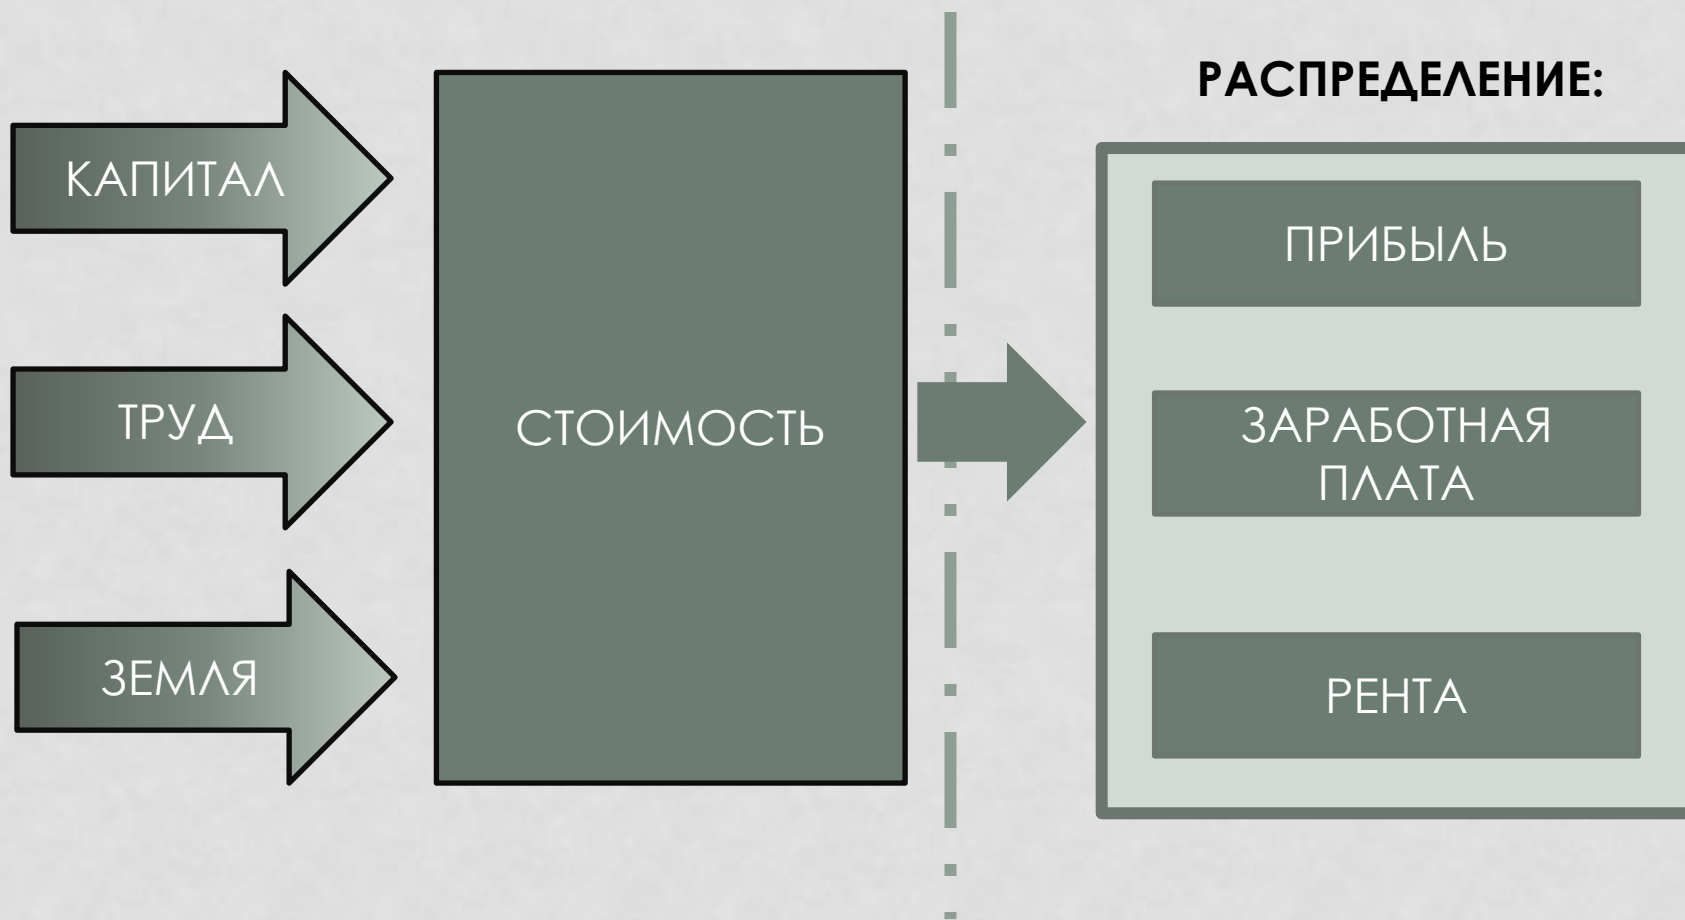 КАПИТАЛ
ТРУД
ЗЕМЛЯ
СТОИМОСТЬ
РАСПРЕДЕЛЕНИЕ:
ПРИБЫЛЬ
ЗАРАБОТНАЯ
ПЛАТА
РЕНТА